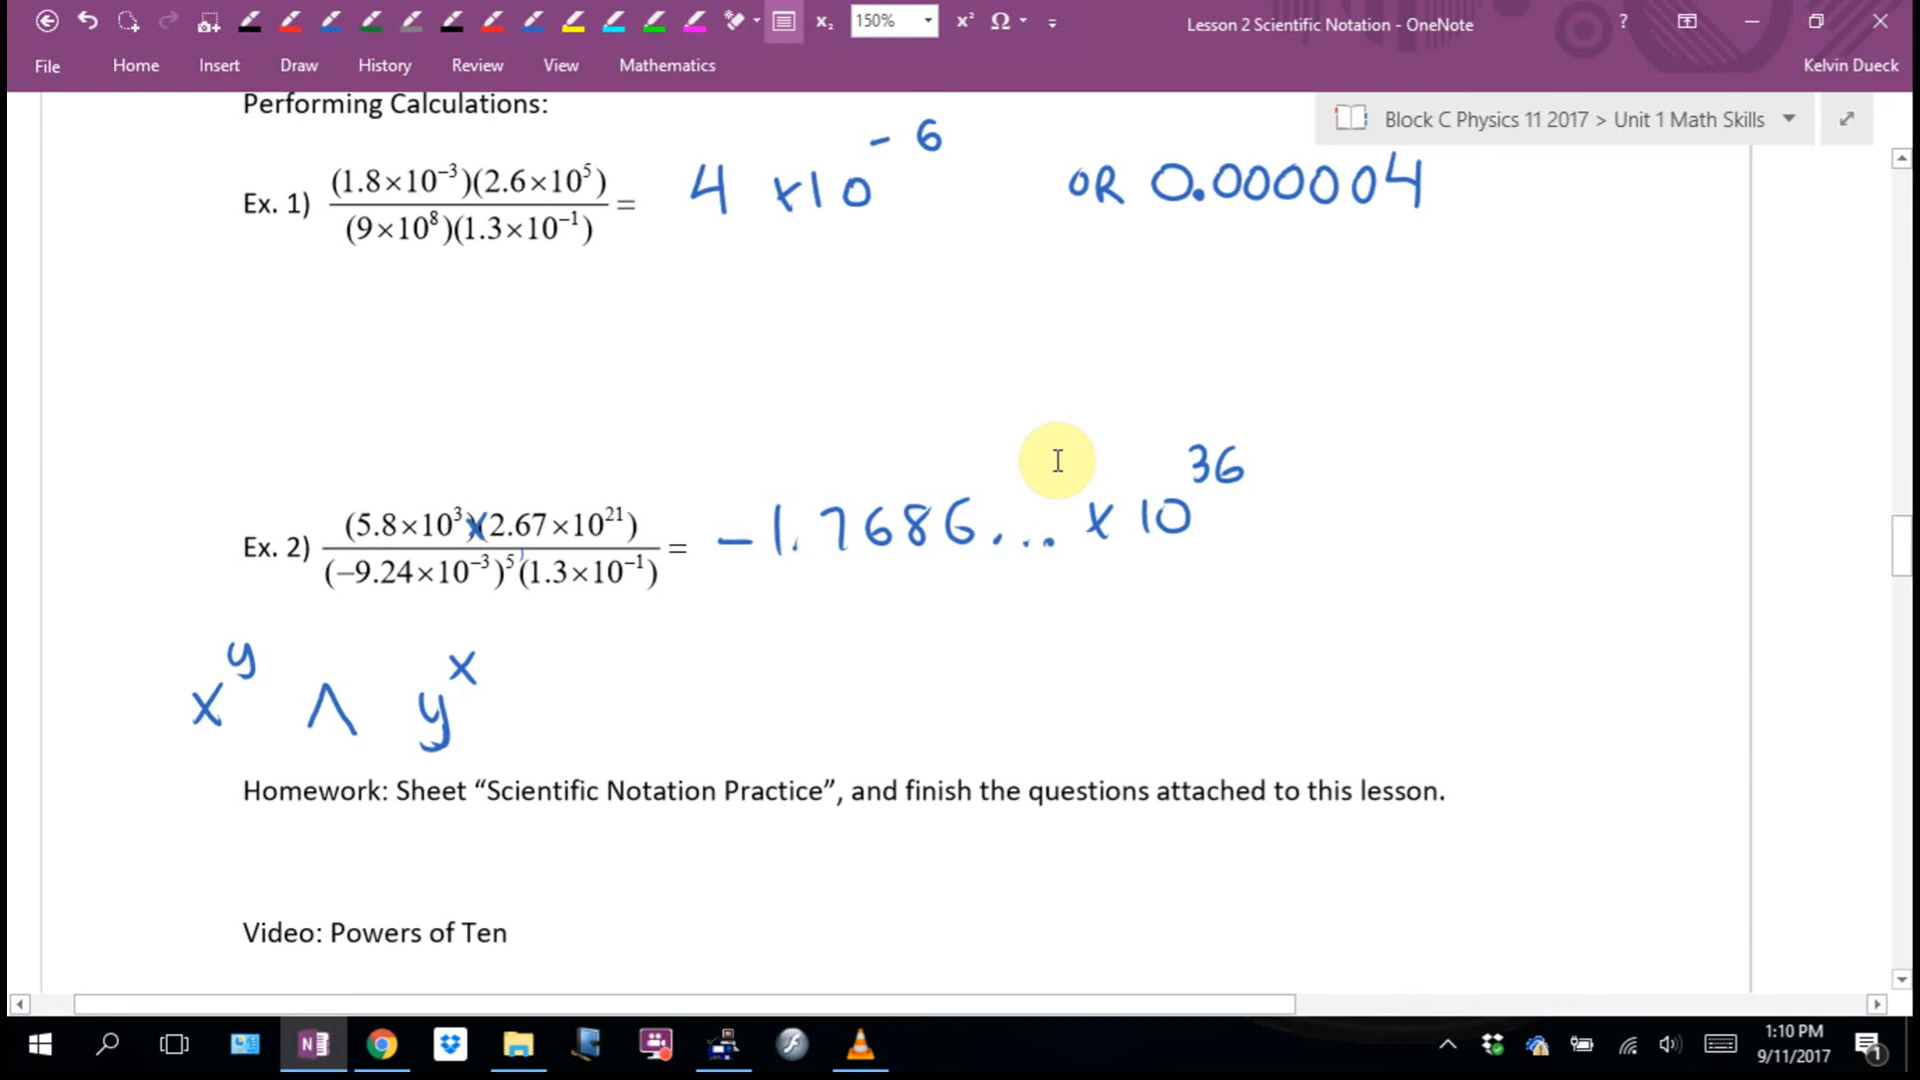 150%
Lesson 2 Scientific Notation - OneNote
File Home Insert Draw History Review View Mathematics
Kelvin Dueck
Performing Calculations:
Block C Physics 11 2017 > Unit 1 Math Skills
Ex. 1) (1.8×10⁻³)(2.6×10⁵) / (9×10⁸)(1.3×10⁻¹) = 4 x10⁻⁶ OR 0.000004
Ex. 2) (5.8×10³)x(2.67×10²¹) / (−9.24×10⁻³)⁵(1.3×10⁻¹) = -1.7686... x 10³⁶
xʸ ʌ yˣ
Homework: Sheet “Scientific Notation Practice”, and finish the questions attached to this lesson.
Video: Powers of Ten
1:10 PM
9/11/2017